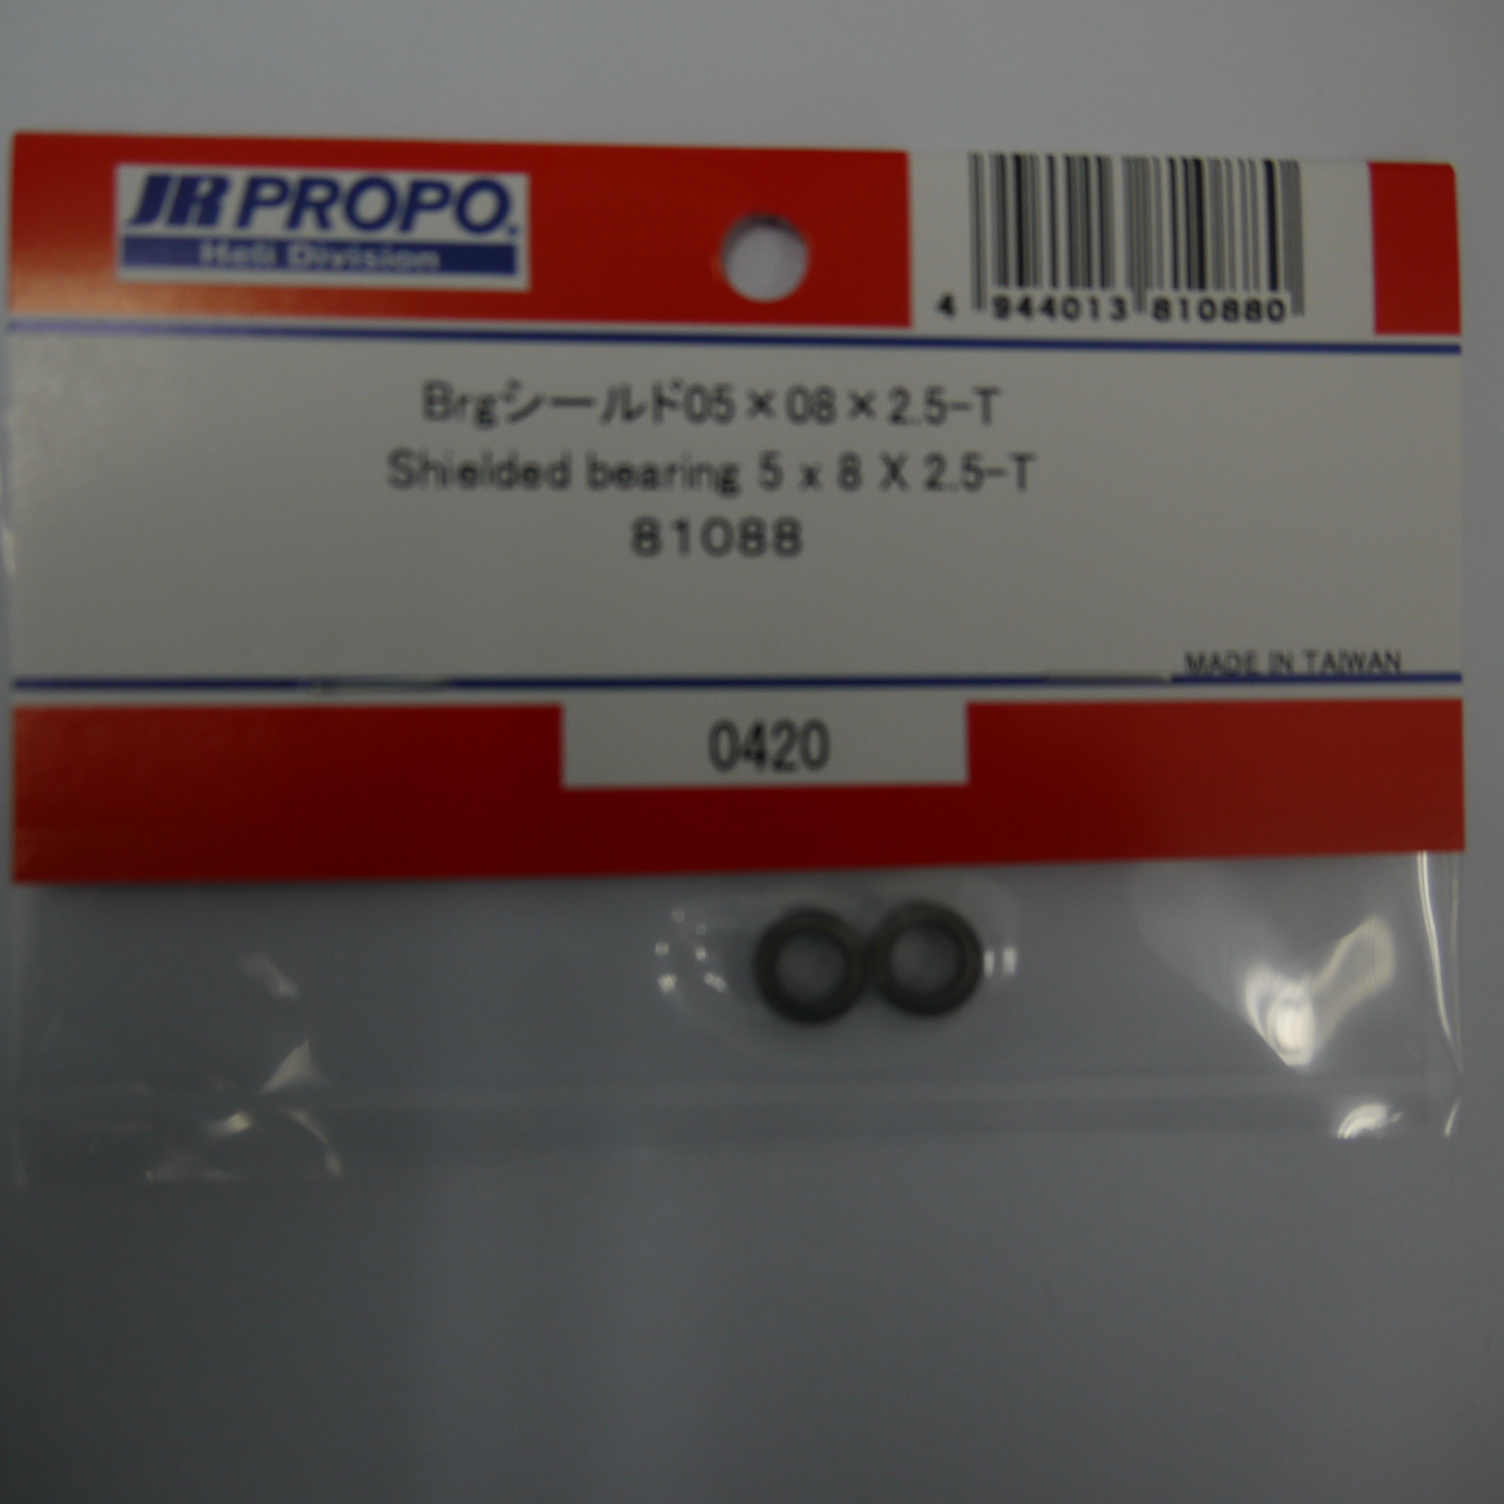 JR PROPO.
Heli Division
4 944013 810880
Brgシールド05×08×2.5-T
Shielded bearing 5 x 8 X 2.5-T
81088
MADE IN TAIWAN
0420